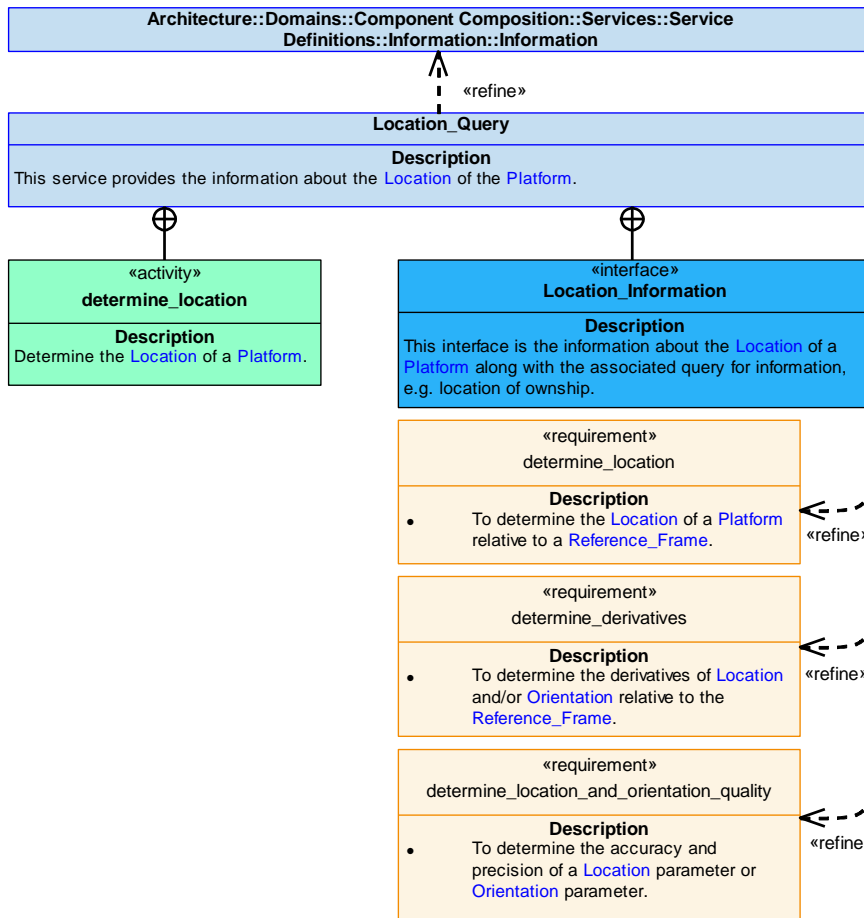 Architecture::Domains::Component Composition::Services::Service
Definitions::Information::Information
«refine»
Location_Query
Description
This service provides the information about the Location of the Platform.
«activity»
determine_location
Description
Determine the Location of a Platform.
«interface»
Location_Information
Description
This interface is the information about the Location of a
Platform along with the associated query for information,
e.g. location of ownship.
«requirement»
determine_location
Description
• To determine the Location of a Platform
relative to a Reference_Frame.
«refine»
«requirement»
determine_derivatives
Description
• To determine the derivatives of Location
and/or Orientation relative to the
Reference_Frame.
«refine»
«requirement»
determine_location_and_orientation_quality
Description
• To determine the accuracy and
precision of a Location parameter or
Orientation parameter.
«refine